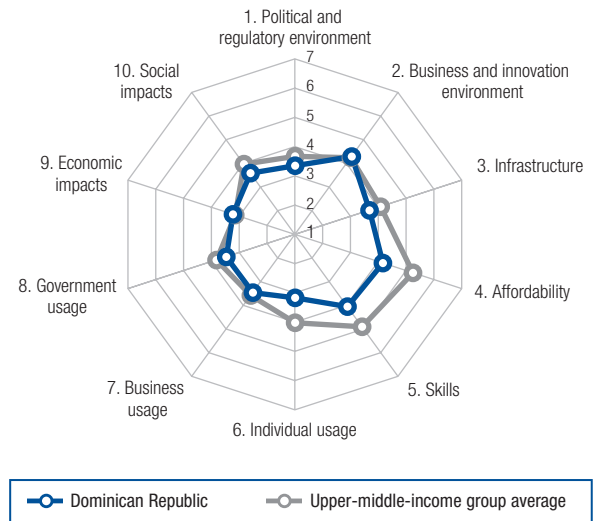 1. Political and
regulatory environment
10. Social
impacts
2. Business and innovation
environment
9. Economic
impacts
3. Infrastructure
8. Government
usage
4. Affordability
7. Business
usage
5. Skills
6. Individual usage
7
6
5
4
3
2
1
Dominican Republic
Upper-middle-income group average